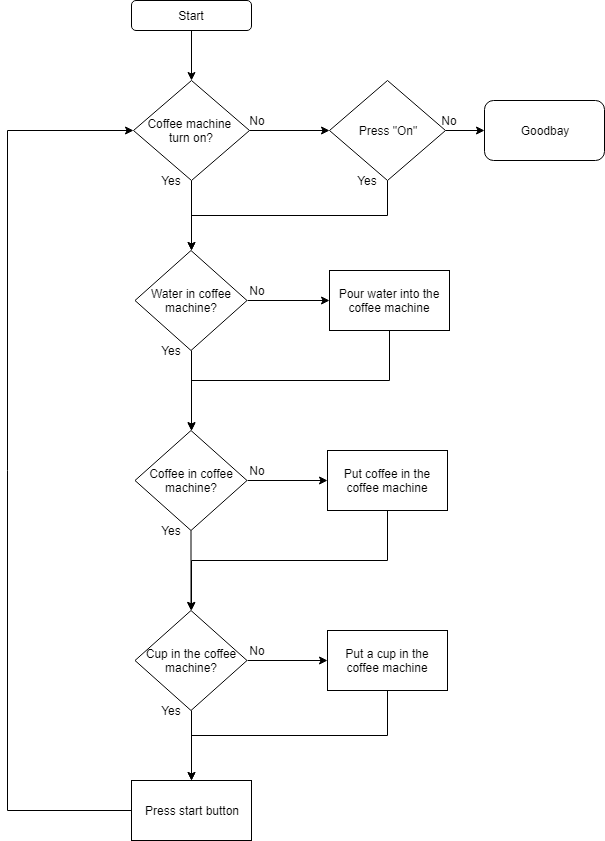 Start
Coffee machine
turn on?
No
Press "On"
No
Goodbay
Yes
Yes
Water in coffee
machine?
No
Pour water into the
coffee machine
Yes
Coffee in coffee
machine?
No
Put coffee in the
coffee machine
Yes
Cup in the coffee
machine?
No
Put a cup in the
coffee machine
Yes
Press start button